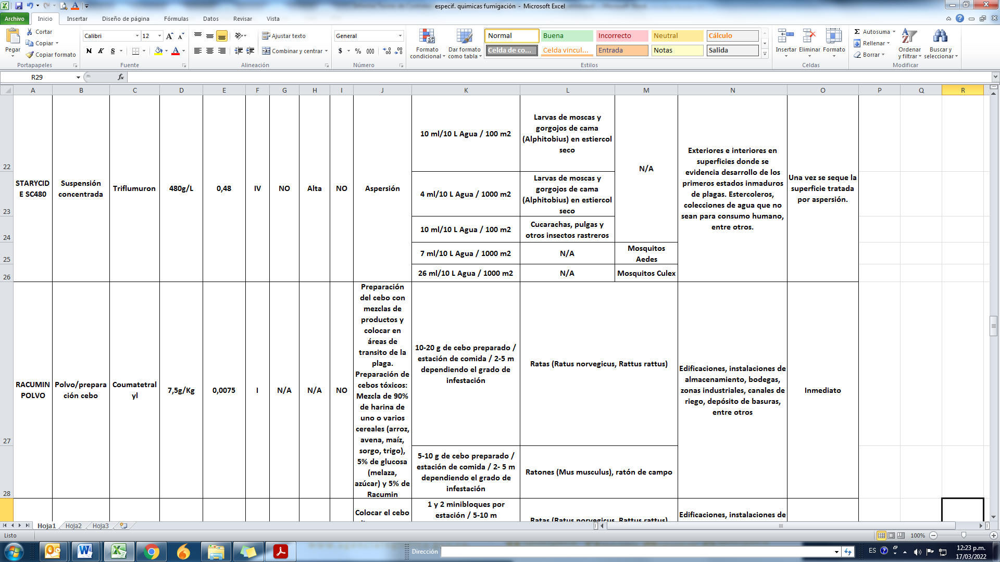 especif. quimicas fumigación - Microsoft Excel
Archivo
Inicio
Insertar
Diseño de página
Fórmulas
Datos
Revisar
Vista
Pegar
Cortar
Copiar
Copiar formato
Portapapeles
Calibri
12
N K S
Fuente
Ajustar texto
Combinar y centrar
Alineación
General
$ % 000
Número
Formato
condicional
Dar formato
como tabla
Normal
Buena
Incorrecto
Neutral
Cálculo
Celda de co...
Celda vincul...
Entrada
Notas
Salida
Estilos
Insertar
Eliminar
Formato
Celdas
Autosuma
Rellenar
Borrar
Ordenar
y filtrar
Buscar y
seleccionar
Modificar
R29
fx
A B C D E F G H I J K L M N O P Q R
22
23
24
25
26
STARYCID
E SC480
Suspensión
concentrada
Triflumuron
480g/L
0,48
IV
NO
Alta
NO
Aspersión
10 ml/10 L Agua / 100 m2
Larvas de moscas y
gorgojos de cama
(Alphitobius) en estiercol
seco
4 ml/10 L Agua / 1000 m2
Larvas de moscas y
gorgojos de cama
(Alphitobius) en estiercol
seco
10 ml/10 L Agua / 100 m2
Cucarachas, pulgas y
otros insectos rastreros
N/A
7 ml/10 L Agua / 1000 m2
N/A
Mosquitos
Aedes
26 ml/10 L Agua / 1000 m2
N/A
Mosquitos Culex
Exteriores e interiores en
superficies donde se
evidencia desarrollo de los
primeros estados inmaduros
de plagas. Estercoleros,
colecciones de agua que no
sean para consumo humano,
entre otros.
Una vez se seque la
superficie tratada
por aspersión.
27
28
RACUMIN
POLVO
Polvo/prepara
ción cebo
Coumatetral
yl
7,5g/Kg
0,0075
I
N/A
N/A
NO
Preparación
del cebo con
mezclas de
productos y
colocar en
áreas de
transito de la
plaga.
Preparación de
cebos tóxicos:
Mezcla de 90%
de harina de
uno o varios
cereales (arroz,
avena, maíz,
sorgo, trigo),
5% de glucosa
(melaza,
azúcar) y 5% de
Racumin
10-20 g de cebo preparado /
estación de comida / 2-5 m
dependiendo el grado de
infestación
Ratas (Ratus norvegicus, Rattus rattus)
5-10 g de cebo preparado /
estación de comida / 2- 5 m
dependiendo el grado de
infestación
Ratones (Mus musculus), ratón de campo
Edificaciones, instalaciones de
almacenamiento, bodegas,
zonas industriales, canales de
riego, depósito de basuras,
entre otros
Inmediato
Colocar el cebo
1 y 2 minibloques por
estación / 5-10 m
Ratas (Ratus norvegicus, Rattus rattus)
Edificaciones, instalaciones de
Hoja1
Hoja2
Hoja3
Listo
100%
Dirección
ES
12:23 p.m.
17/03/2022